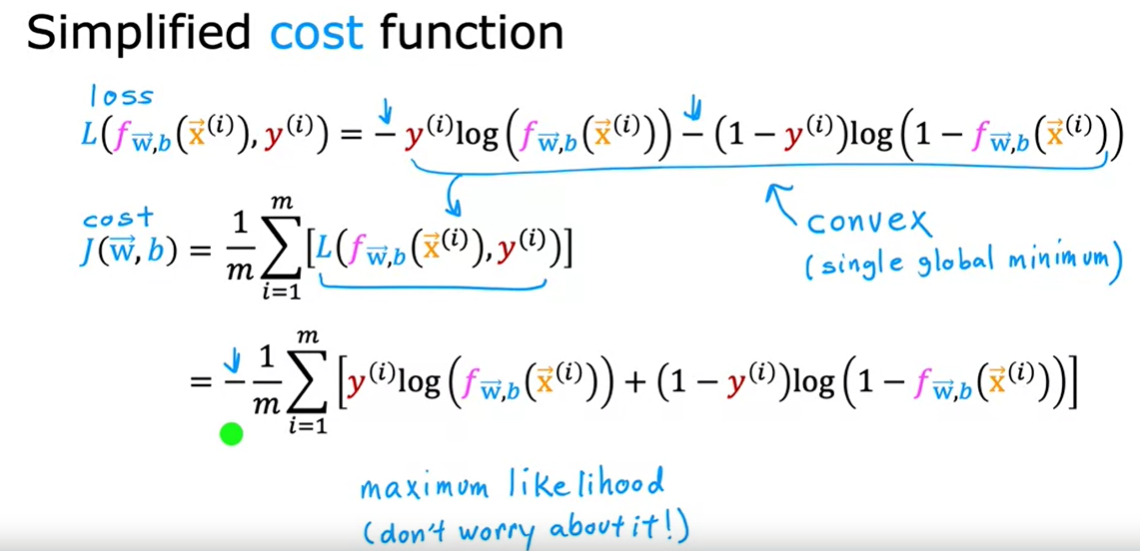 Simplified cost function
loss
L(f_{\vec{w},b}(\vec{x}^{(i)}), y^{(i)}) = − y^{(i)}log(f_{\vec{w},b}(\vec{x}^{(i)})) − (1 − y^{(i)})log(1 − f_{\vec{w},b}(\vec{x}^{(i)}))
cost
J(\vec{w}, b) = \frac{1}{m} \sum_{i=1}^{m} [L(f_{\vec{w},b}(\vec{x}^{(i)}), y^{(i)})]
convex
(single global minimum)
= − \frac{1}{m} \sum_{i=1}^{m} [y^{(i)}log(f_{\vec{w},b}(\vec{x}^{(i)})) + (1 − y^{(i)})log(1 − f_{\vec{w},b}(\vec{x}^{(i)}))]
maximum likelihood
(don't worry about it!)